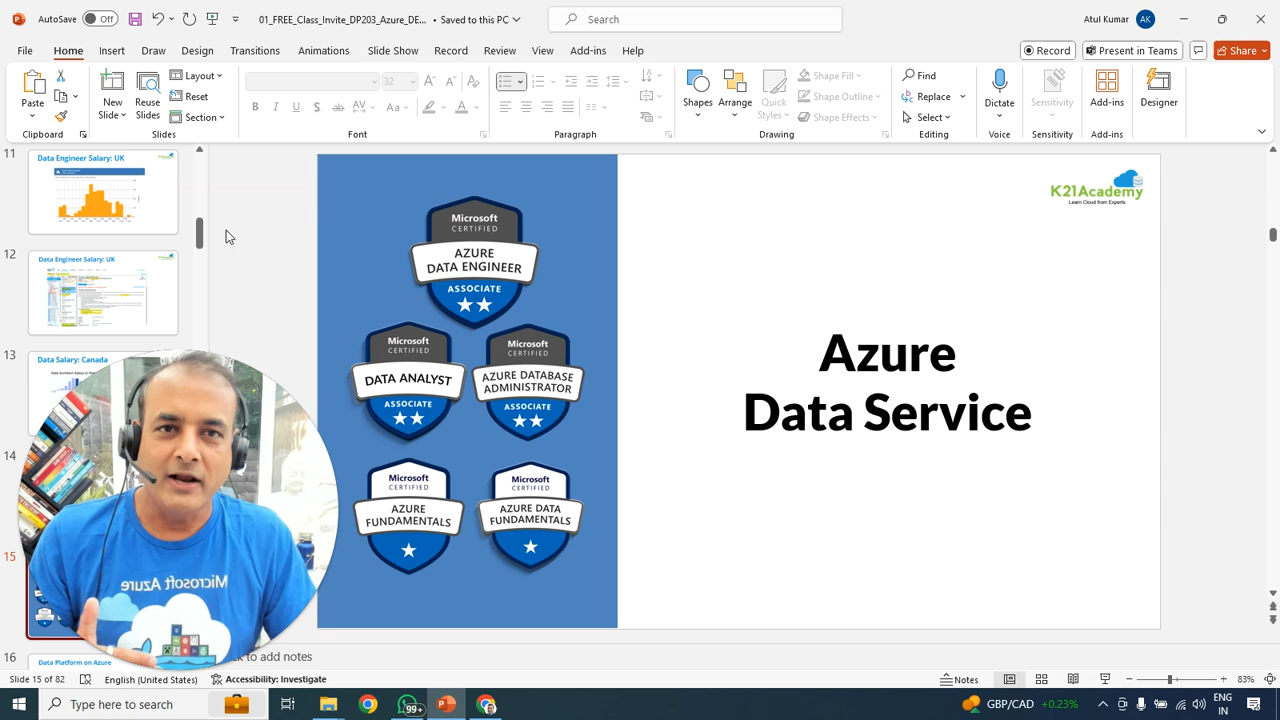 AutoSave
Off
01_FREE_Class_Invite_DP203_Azure_DE... • Saved to this PC
Search
Atul Kumar
AK
File
Home
Insert
Draw
Design
Transitions
Animations
Slide Show
Record
Review
View
Add-ins
Help
Record
Present in Teams
Share
Paste
Clipboard
New
Slide
Reuse
Slides
Layout
Reset
Section
Slides
32
B
I
U
S
ab
AV
Aa
A
Font
Paragraph
Shapes
Arrange
Quick
Styles
Shape Fill
Shape Outline
Shape Effects
Drawing
Find
Replace
Select
Editing
Dictate
Voice
Sensitivity
Sensitivity
Add-ins
Add-ins
Designer
11
Data Engineer Salary: UK
12
Data Engineer Salary: UK
13
Data Salary: Canada
14
15
16
Data Platform on Azure
Microsoft
CERTIFIED
AZURE
DATA ENGINEER
ASSOCIATE
Microsoft
CERTIFIED
DATA ANALYST
ASSOCIATE
Microsoft
CERTIFIED
AZURE DATABASE
ADMINISTRATOR
ASSOCIATE
Microsoft
CERTIFIED
AZURE
FUNDAMENTALS
Microsoft
CERTIFIED
AZURE DATA
FUNDAMENTALS
K21Academy
Learn Cloud from Experts
Azure
Data Service
Microsoft Azure
to add notes
Slide 15 of 82
English (United States)
Accessibility: Investigate
Notes
83%
Type here to search
99+
GBP/CAD
+0.23%
ENG
IN